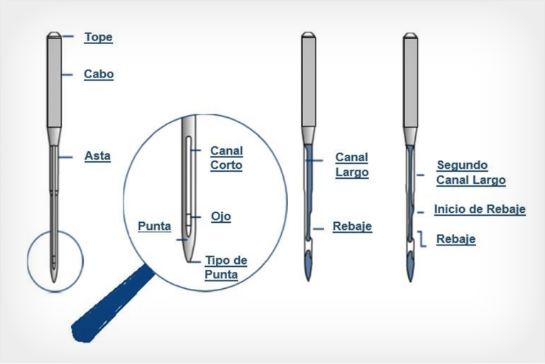 Tope
Cabo
Asta
Canal
Corto
Ojo
Punta
Tipo de
Punta
Canal
Largo
Rebaje
Segundo
Canal Largo
Inicio de Rebaje
Rebaje